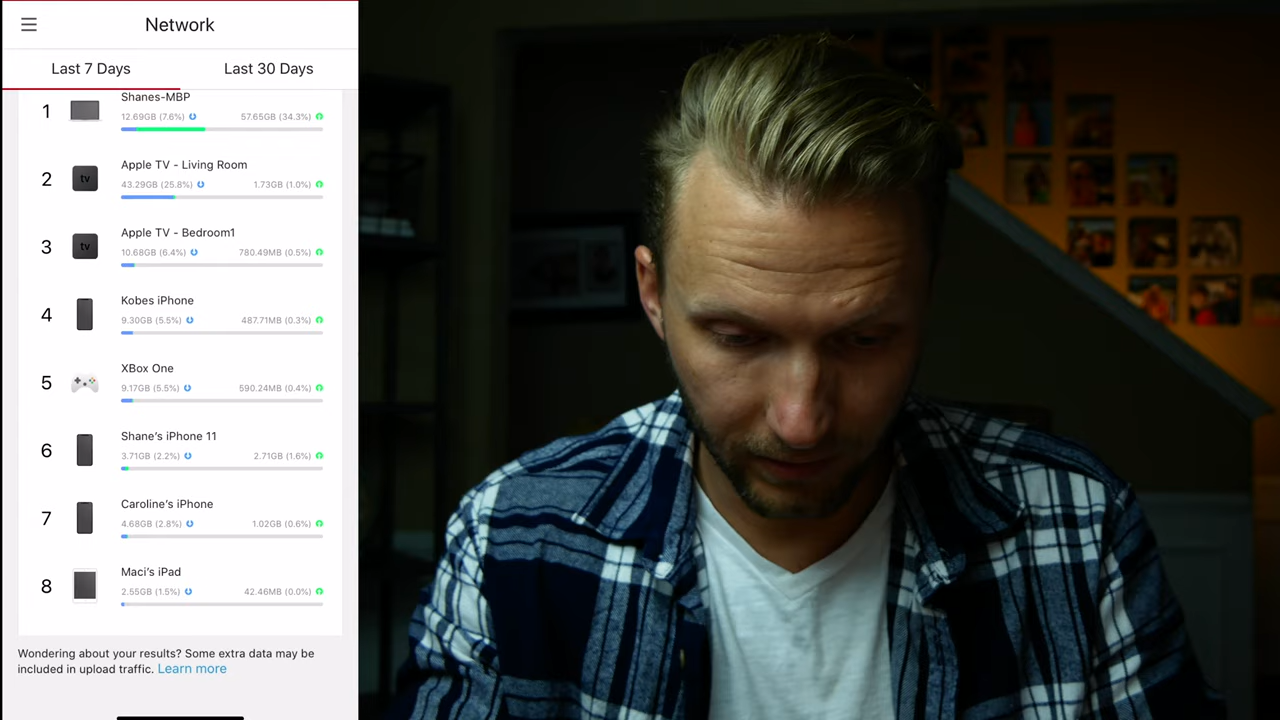 Network
Last 7 Days Last 30 Days
1 Shanes-MBP
12.69GB (7.6%) 57.65GB (34.3%)
2 tv Apple TV - Living Room
43.29GB (25.8%) 1.73GB (1.0%)
3 tv Apple TV - Bedroom1
10.68GB (6.4%) 780.49MB (0.5%)
4 Kobes iPhone
9.30GB (5.5%) 487.71MB (0.3%)
5 XBox One
9.17GB (5.5%) 590.24MB (0.4%)
6 Shane's iPhone 11
3.71GB (2.2%) 2.71GB (1.6%)
7 Caroline's iPhone
4.68GB (2.8%) 1.02GB (0.6%)
8 Maci's iPad
2.55GB (1.5%) 42.46MB (0.0%)
Wondering about your results? Some extra data may be
included in upload traffic. Learn more